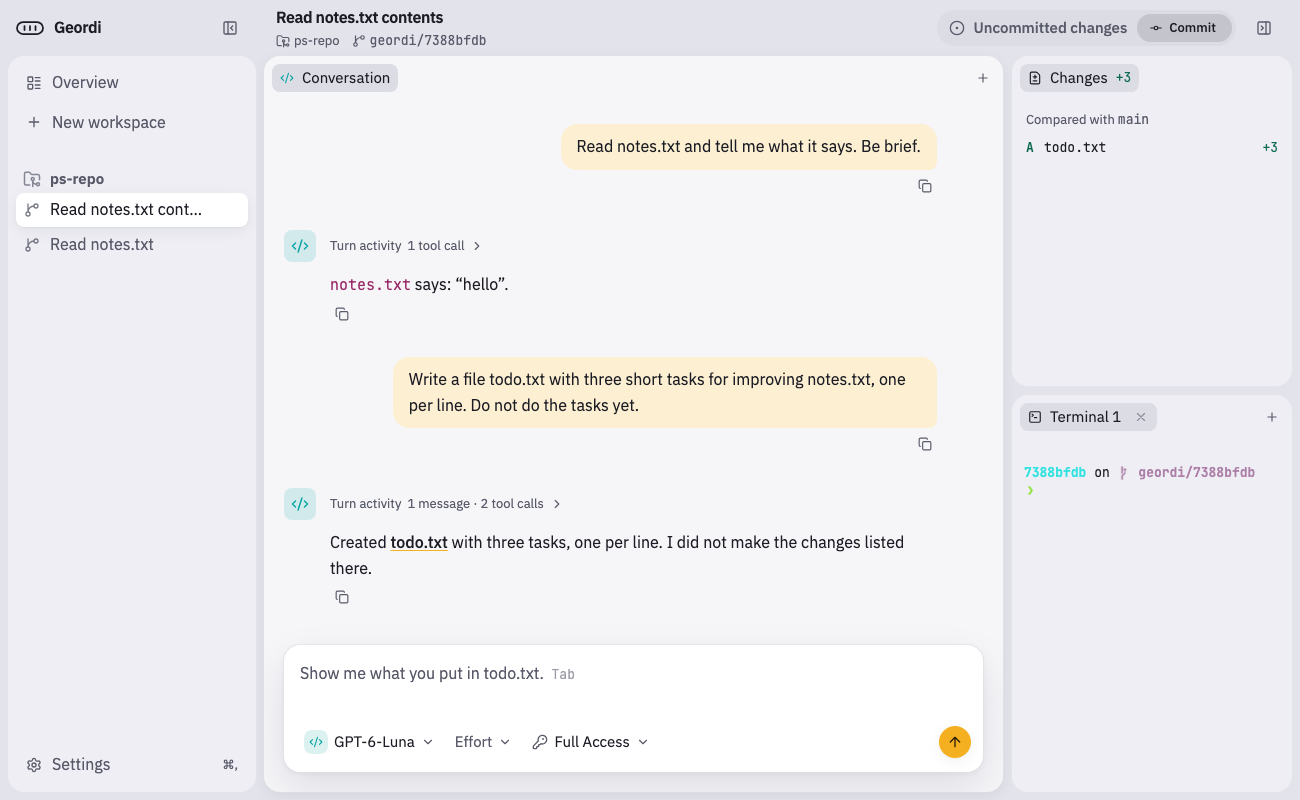 Geordi
Overview
New workspace
ps-repo
Read notes.txt cont...
Read notes.txt
Settings
⌘,
Read notes.txt contents
ps-repo geordi/7388bfdb
Uncommitted changes
Commit
Conversation
Read notes.txt and tell me what it says. Be brief.
Turn activity 1 tool call
notes.txt says: “hello”.
Write a file todo.txt with three short tasks for improving notes.txt, one
per line. Do not do the tasks yet.
Turn activity 1 message · 2 tool calls
Created todo.txt with three tasks, one per line. I did not make the changes listed
there.
Show me what you put in todo.txt. Tab
GPT-6-Luna Effort Full Access
Changes +3
Compared with main
A todo.txt +3
Terminal 1
7388bfdb on geordi/7388bfdb
❯